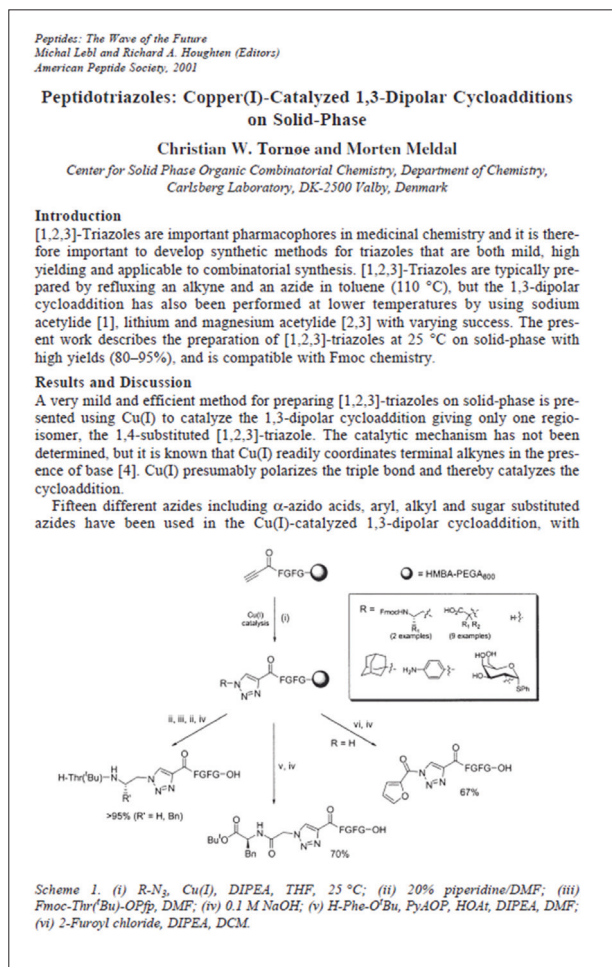 Peptides: The Wave of the Future
Michal Lebl and Richard A. Houghten (Editors)
American Peptide Society, 2001
Peptidotriazoles: Copper(I)-Catalyzed 1,3-Dipolar Cycloadditions
on Solid-Phase
Christian W. Tornøe and Morten Meldal
Center for Solid Phase Organic Combinatorial Chemistry, Department of Chemistry,
Carlsberg Laboratory, DK-2500 Valby, Denmark
Introduction
[1,2,3]-Triazoles are important pharmacophores in medicinal chemistry and it is there-
fore important to develop synthetic methods for triazoles that are both mild, high
yielding and applicable to combinatorial synthesis. [1,2,3]-Triazoles are typically pre-
pared by refluxing an alkyne and an azide in toluene (110 °C), but the 1,3-dipolar
cycloaddition has also been performed at lower temperatures by using sodium
acetylide [1], lithium and magnesium acetylide [2,3] with varying success. The pres-
ent work describes the preparation of [1,2,3]-triazoles at 25 °C on solid-phase with
high yields (80–95%), and is compatible with Fmoc chemistry.
Results and Discussion
A very mild and efficient method for preparing [1,2,3]-triazoles on solid-phase is pre-
sented using Cu(I) to catalyze the 1,3-dipolar cycloaddition giving only one regio-
isomer, the 1,4-substituted [1,2,3]-triazole. The catalytic mechanism has not been
determined, but it is known that Cu(I) readily coordinates terminal alkynes in the pres-
ence of base [4]. Cu(I) presumably polarizes the triple bond and thereby catalyzes the
cycloaddition.
Fifteen different azides including α-azido acids, aryl, alkyl and sugar substituted
azides have been used in the Cu(I)-catalyzed 1,3-dipolar cycloaddition, with
O
FGFG
= HMBA-PEGA800
Cu(I)
catalysis
(i)
R = FmocHN
R1
(2 examples)
HO2C
R1 R2
(9 examples)
H
H2N
OH
OH
O
HO
SPh
O
FGFG
R-N
N=N
ii, iii, ii, iv
v, iv
vi, iv
R = H
H-Thr(tBu)-N
H
R'
N
N=N
O
FGFG-OH
>95% (R' = H, Bn)
O
O
N
N=N
O
FGFG-OH
67%
ButO
O
Bn
H
N
O
N
N=N
O
FGFG-OH
70%
Scheme 1. (i) R-N3, Cu(I), DIPEA, THF, 25 °C; (ii) 20% piperidine/DMF; (iii)
Fmoc-Thr(tBu)-OPfp, DMF; (iv) 0.1 M NaOH; (v) H-Phe-OtBu, PyAOP, HOAt, DIPEA, DMF;
(vi) 2-Furoyl chloride, DIPEA, DCM.